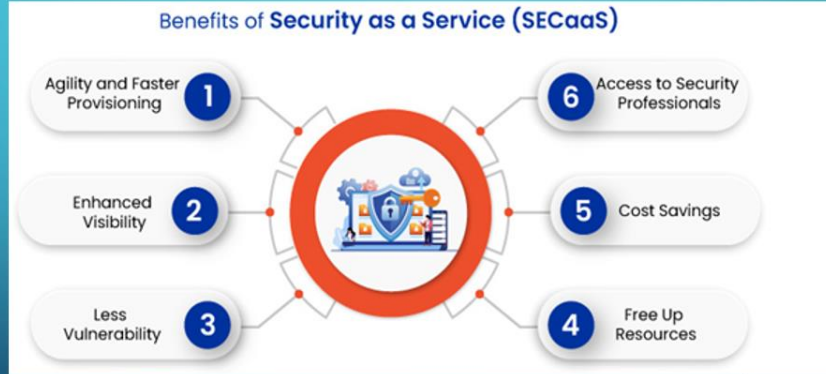 Benefits of Security as a Service (SECaaS)
Agility and Faster
Provisioning
1
Enhanced
Visibility
2
Less
Vulnerability
3
4
Free Up
Resources
5
Cost Savings
6
Access to Security
Professionals